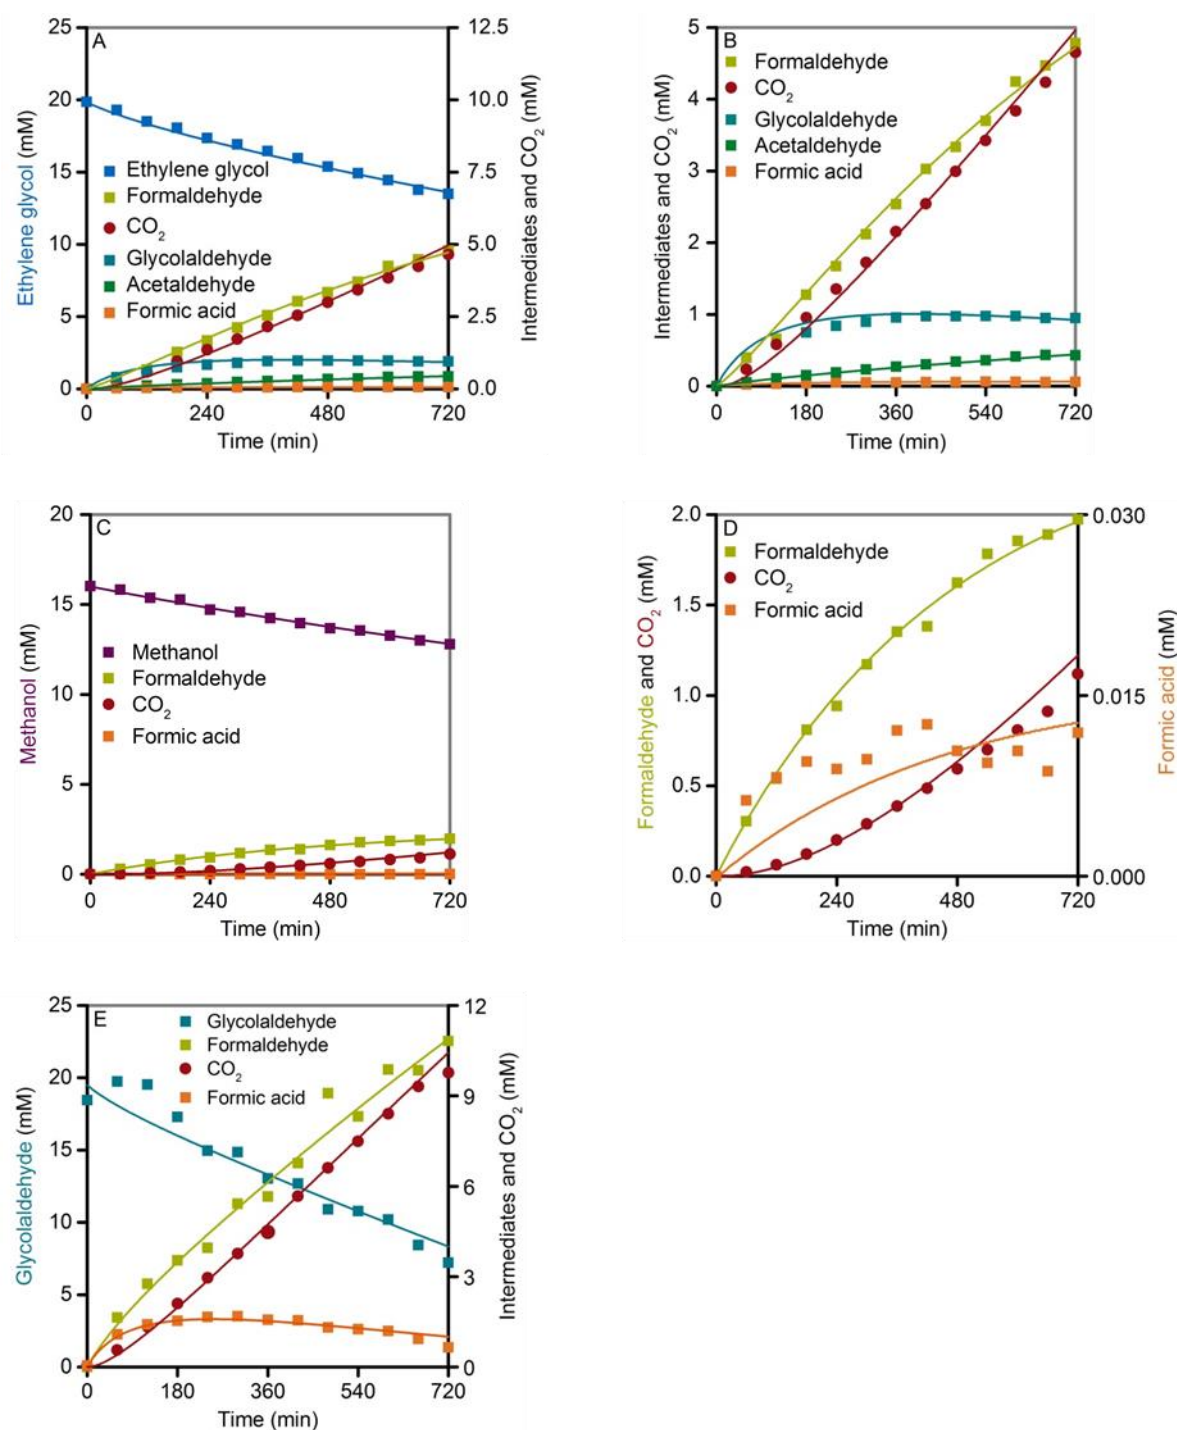 A
25
20
15
10
5
0
Ethylene glycol (mM)
12.5
10.0
7.5
5.0
2.5
0.0
Intermediates and CO₂ (mM)
Ethylene glycol
Formaldehyde
CO₂
Glycolaldehyde
Acetaldehyde
Formic acid
0 240 480 720
Time (min)
B
5
4
3
2
1
0
Intermediates and CO₂ (mM)
Formaldehyde
CO₂
Glycolaldehyde
Acetaldehyde
Formic acid
0 180 360 540 720
Time (min)
C
20
15
10
5
0
Methanol (mM)
Methanol
Formaldehyde
CO₂
Formic acid
0 240 480 720
Time (min)
D
2.0
1.5
1.0
0.5
0.0
Formaldehyde and CO₂ (mM)
0.030
0.015
0.000
Formic acid (mM)
Formaldehyde
CO₂
Formic acid
0 240 480 720
Time (min)
E
25
20
15
10
5
0
Glycolaldehyde (mM)
12
9
6
3
0
Intermediates and CO₂ (mM)
Glycolaldehyde
Formaldehyde
CO₂
Formic acid
0 180 360 540 720
Time (min)